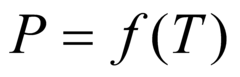 P = f(T)